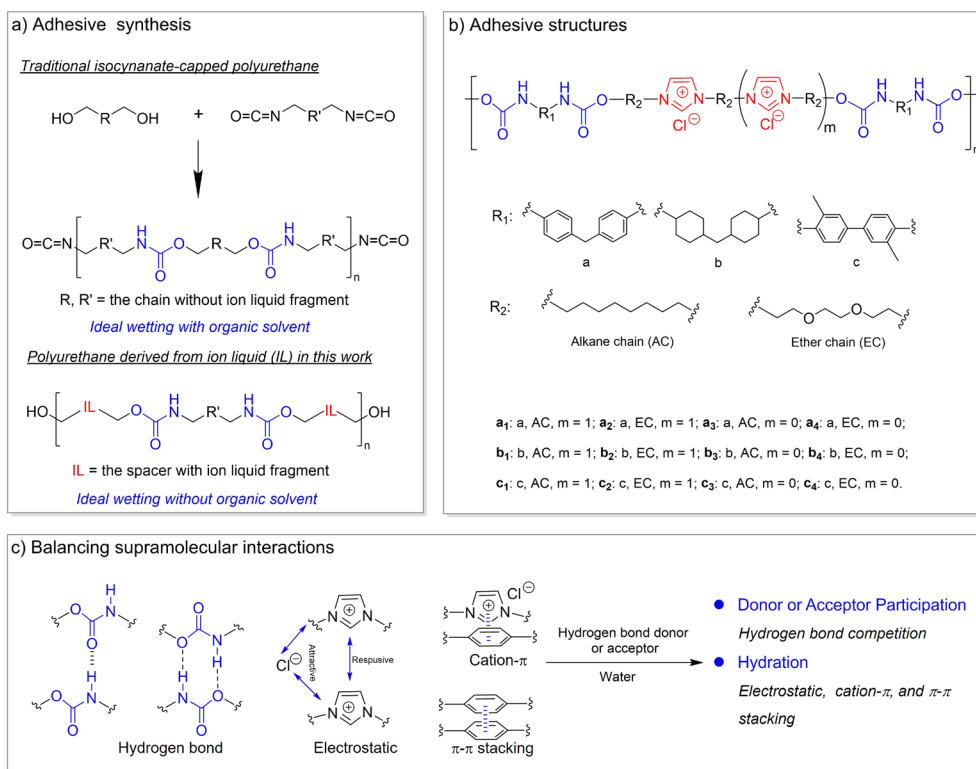 a) Adhesive synthesis
Traditional isocynanate-capped polyurethane
HO R OH + O=C=N R' N=C=O
O=C=N R' H N O O R O O H N R' N=C=O n
R, R' = the chain without ion liquid fragment
Ideal wetting with organic solvent
Polyurethane derived from ion liquid (IL) in this work
HO IL O O N H R' H N O O IL OH n
IL = the spacer with ion liquid fragment
Ideal wetting without organic solvent
b) Adhesive structures
O O H N R1 H N O O R2 N N R2 N N R2 O O H N R1 H N O O n
Cl⊖ Cl⊖ m
R1:
a b c
R2:
O O
Alkane chain (AC) Ether chain (EC)
a1: a, AC, m = 1; a2: a, EC, m = 1; a3: a, AC, m = 0; a4: a, EC, m = 0;
b1: b, AC, m = 1; b2: b, EC, m = 1; b3: b, AC, m = 0; b4: b, EC, m = 0;
c1: c, AC, m = 1; c2: c, EC, m = 1; c3: c, AC, m = 0; c4: c, EC, m = 0.
c) Balancing supramolecular interactions
O H N O
H N O O
O O N H
H N O O
Hydrogen bond
N N
Cl⊖ Attractive Respusive
N N
Electrostatic
Cl⊖
N N
Cation-π
π-π stacking
Hydrogen bond donor
or acceptor
Water
● Donor or Acceptor Participation
Hydrogen bond competition
● Hydration
Electrostatic, cation-π, and π-π
stacking